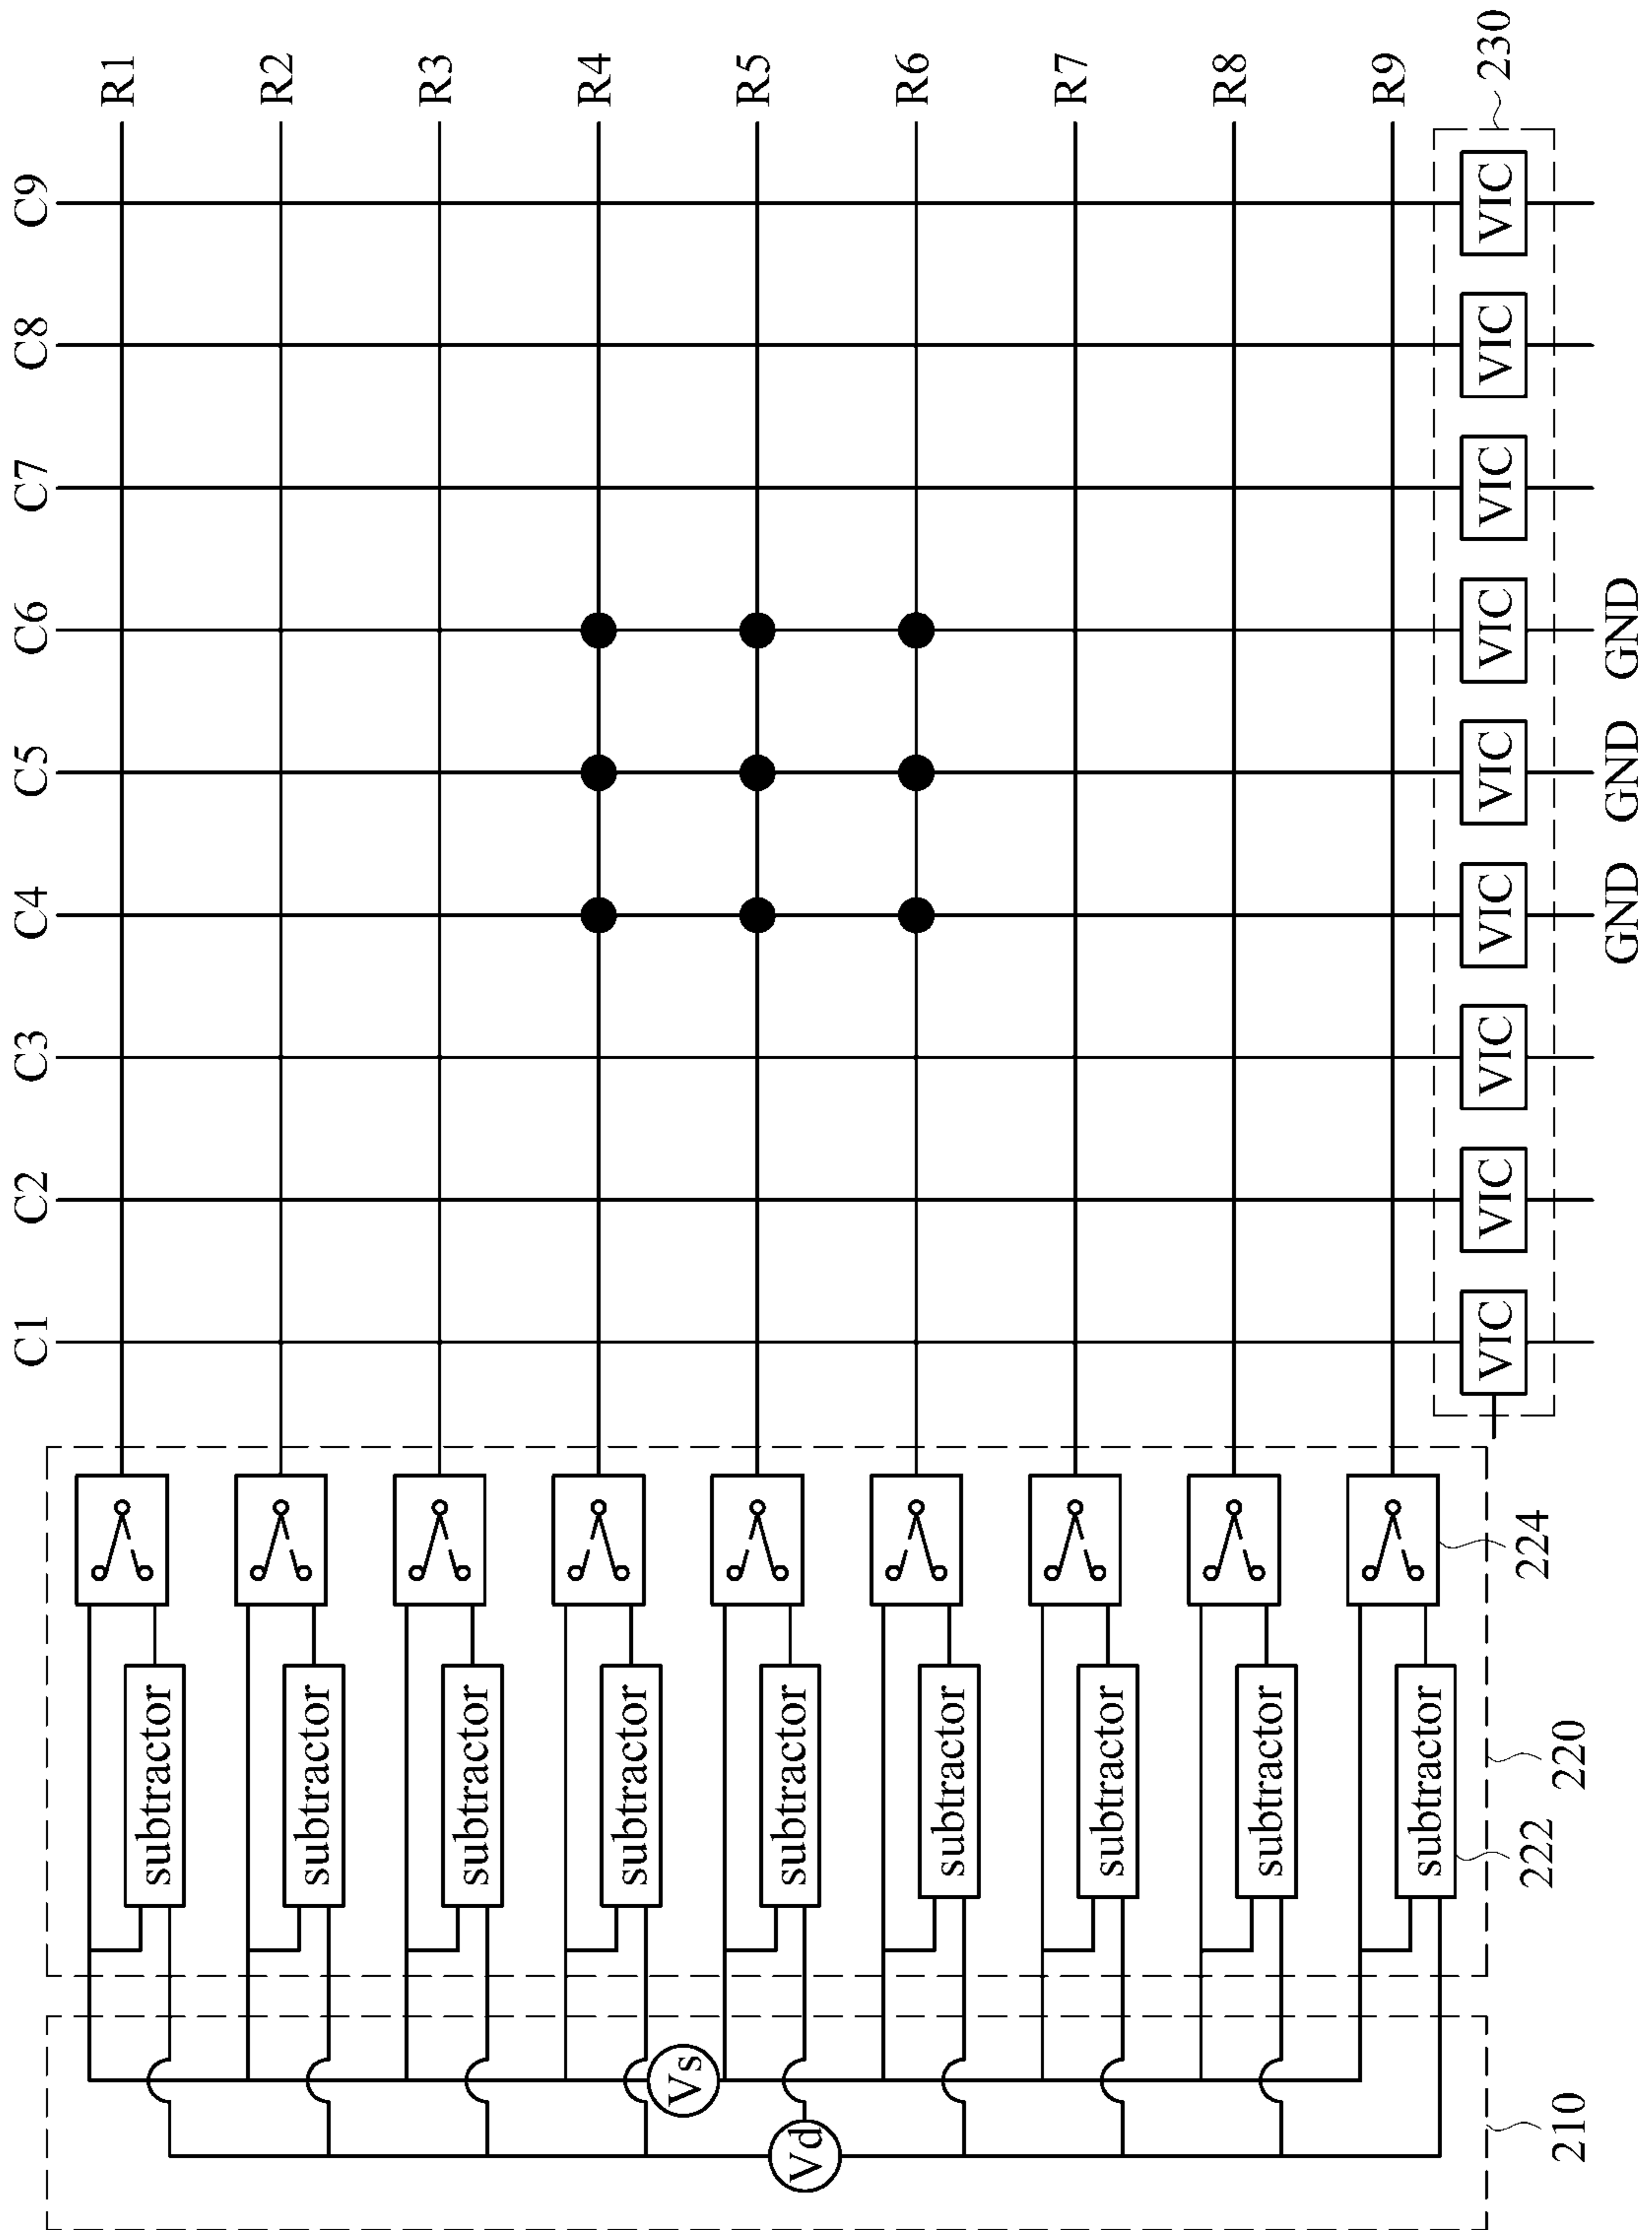 C1 C2 C3 C4 C5 C6 C7 C8 C9
R1
R2
R3
R4
R5
R6
R7
R8
R9
subtractor
subtractor
subtractor
subtractor
subtractor
subtractor
subtractor
subtractor
subtractor
Vs
Vd
VIC VIC VIC VIC VIC VIC VIC VIC VIC
230
GND GND GND
222
224
210
220